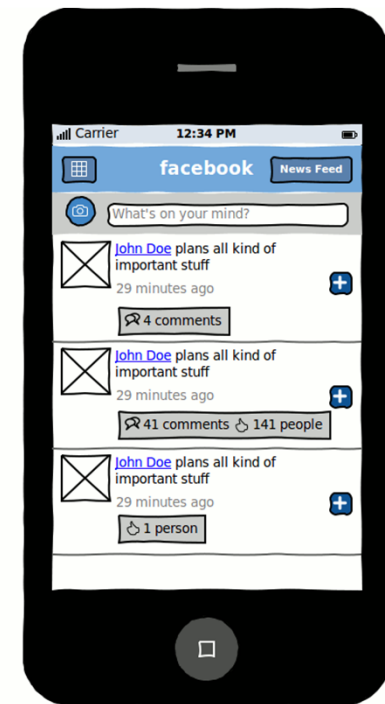 Carrier 12:34 PM
facebook News Feed
What's on your mind?
John Doe plans all kind of
important stuff
29 minutes ago
4 comments
John Doe plans all kind of
important stuff
29 minutes ago
41 comments 141 people
John Doe plans all kind of
important stuff
29 minutes ago
1 person